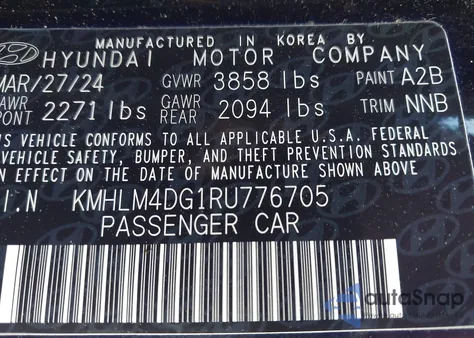 MANUFACTURED IN KOREA BY
HYUNDAI MOTOR COMPANY
MAR/27/24 GVWR 3858 lbs PAINT A2B
GAWR FRONT 2271 lbs GAWR REAR 2094 lbs TRIM NNB
THIS VEHICLE CONFORMS TO ALL APPLICABLE U.S.A. FEDERAL
VEHICLE SAFETY, BUMPER, AND THEFT PREVENTION STANDARDS
IN EFFECT ON THE DATE OF MANUFACTURE SHOWN ABOVE.
V.I.N KMHLM4DG1RU776705
PASSENGER CAR
autoSnap